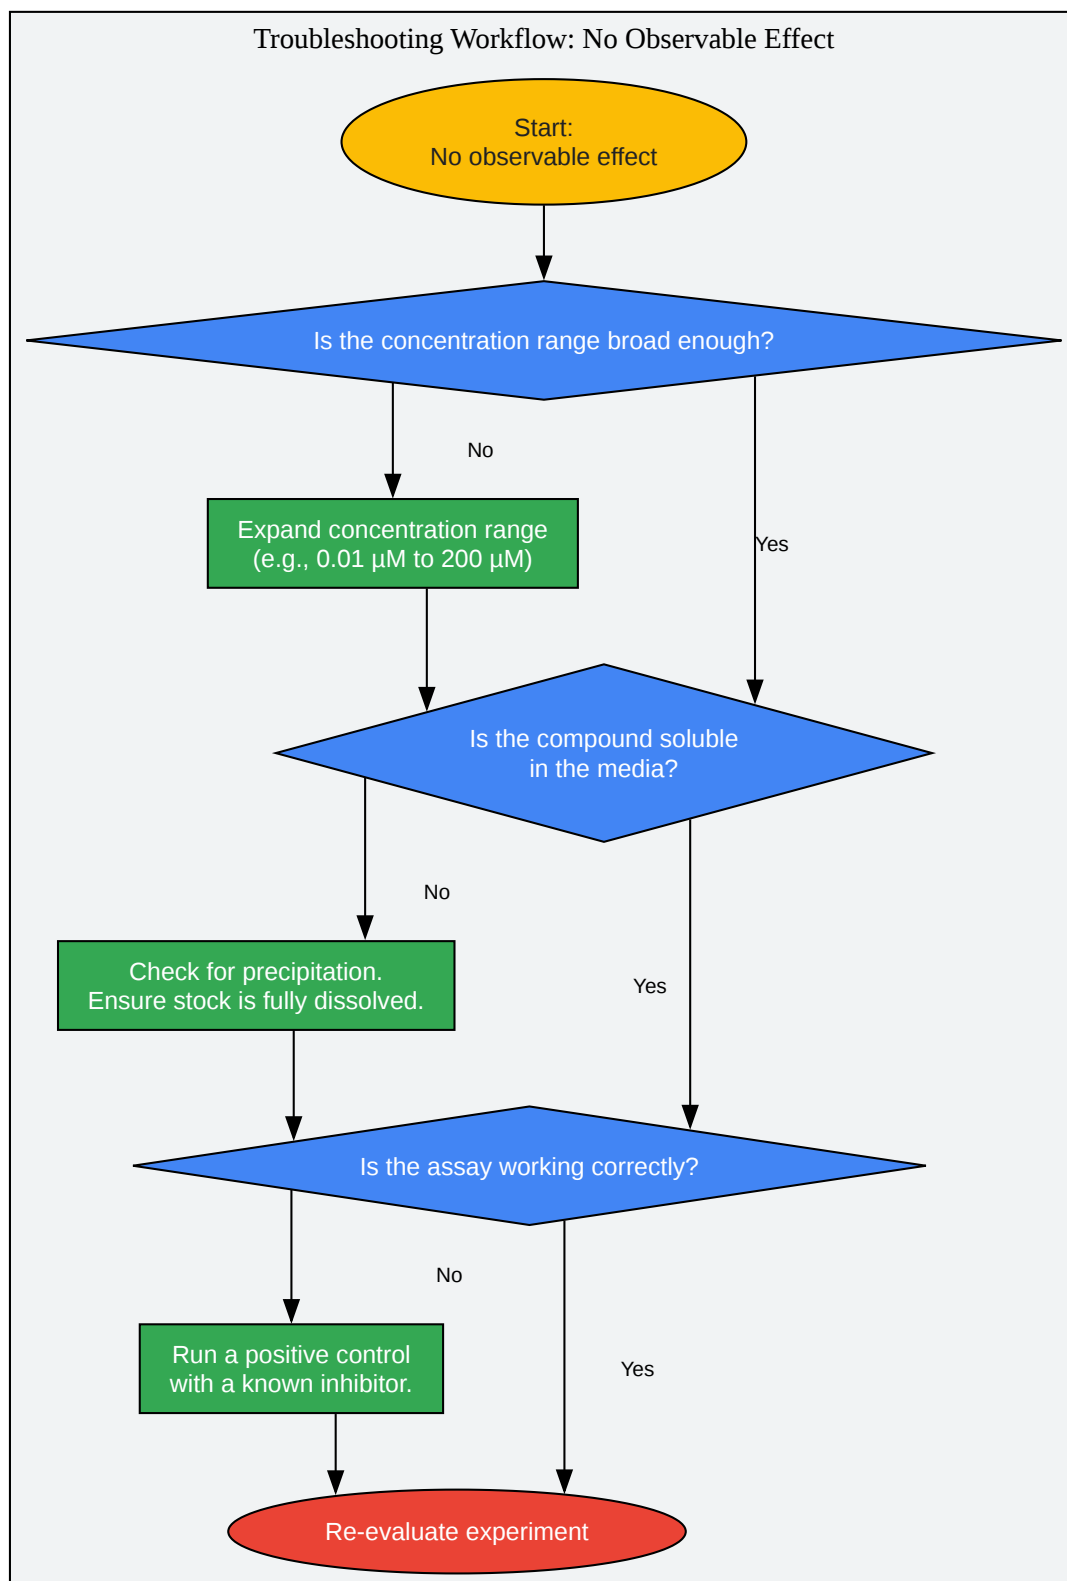 Troubleshooting Workflow: No Observable Effect
Start:
No observable effect
Is the concentration range broad enough?
No
Expand concentration range
(e.g., 0.01 µM to 200 µM)
Yes
Is the compound soluble
in the media?
No
Check for precipitation.
Ensure stock is fully dissolved.
Yes
Is the assay working correctly?
No
Run a positive control
with a known inhibitor.
Yes
Re-evaluate experiment